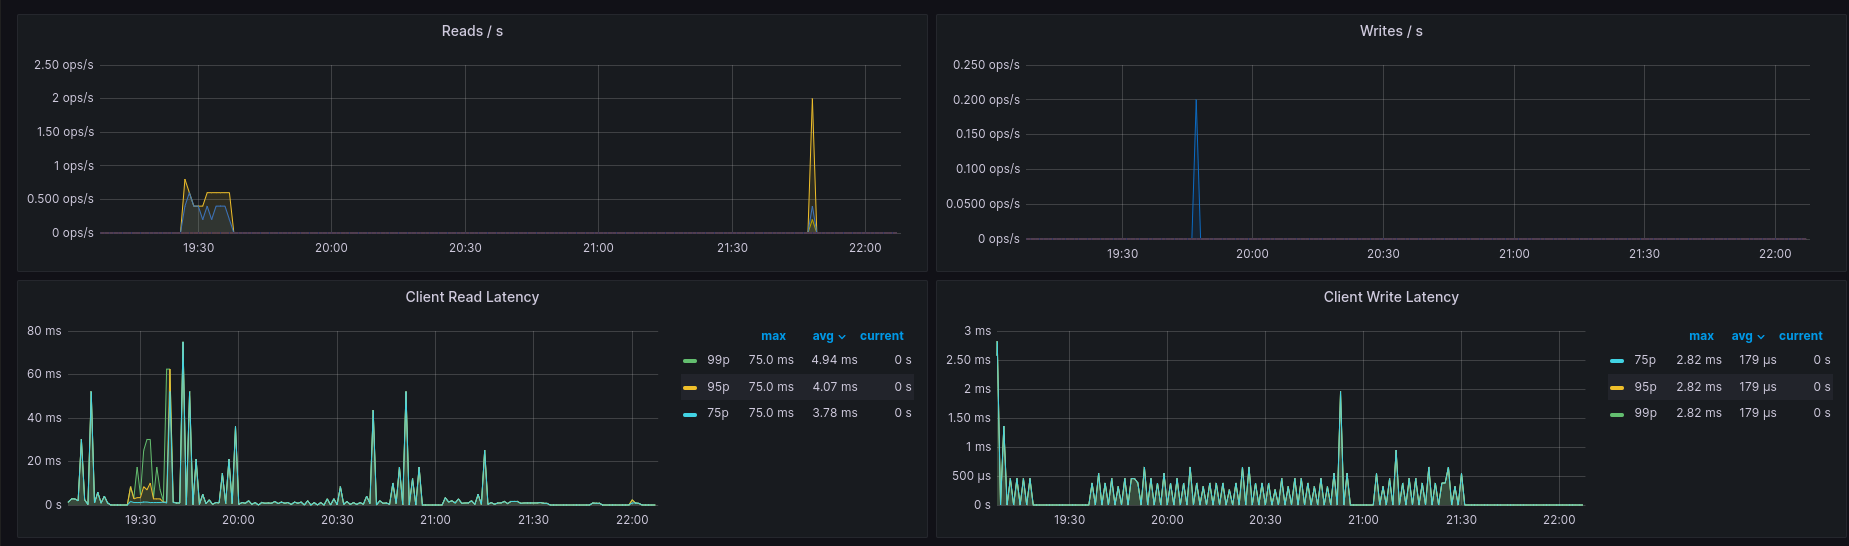 Reads / s
2.50 ops/s
2 ops/s
1.50 ops/s
1 ops/s
0.500 ops/s
0 ops/s
19:30 20:00 20:30 21:00 21:30 22:00
Writes / s
0.250 ops/s
0.200 ops/s
0.150 ops/s
0.100 ops/s
0.0500 ops/s
0 ops/s
19:30 20:00 20:30 21:00 21:30 22:00
Client Read Latency
80 ms
60 ms
40 ms
20 ms
0 s
19:30 20:00 20:30 21:00 21:30 22:00
max avg current
99p 75.0 ms 4.94 ms 0 s
95p 75.0 ms 4.07 ms 0 s
75p 75.0 ms 3.78 ms 0 s
Client Write Latency
3 ms
2.50 ms
2 ms
1.50 ms
1 ms
500 µs
0 s
19:30 20:00 20:30 21:00 21:30 22:00
max avg current
75p 2.82 ms 179 µs 0 s
95p 2.82 ms 179 µs 0 s
99p 2.82 ms 179 µs 0 s